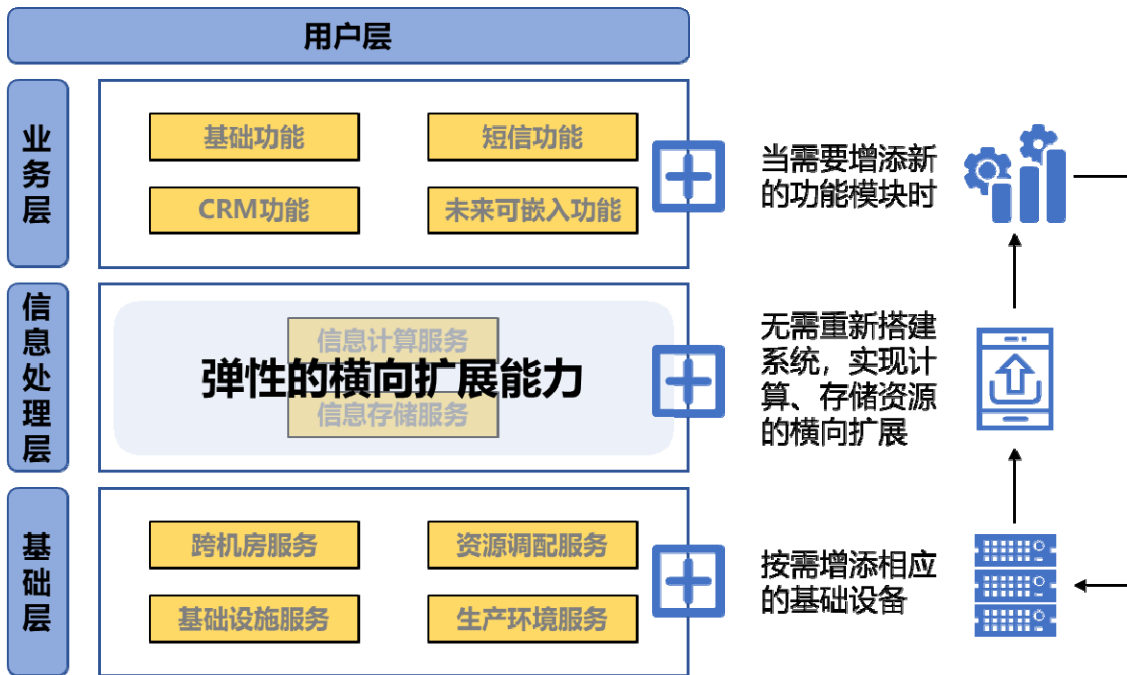 用户层
业务层
基础功能
短信功能
CRM功能
未来可嵌入功能
当需要增添新
的功能模块时
信息处理层
信息计算服务
弹性的横向扩展能力
信息存储服务
无需重新搭建
系统，实现计
算、存储资源
的横向扩展
基础层
跨机房服务
资源调配服务
基础设施服务
生产环境服务
按需增添相应
的基础设备